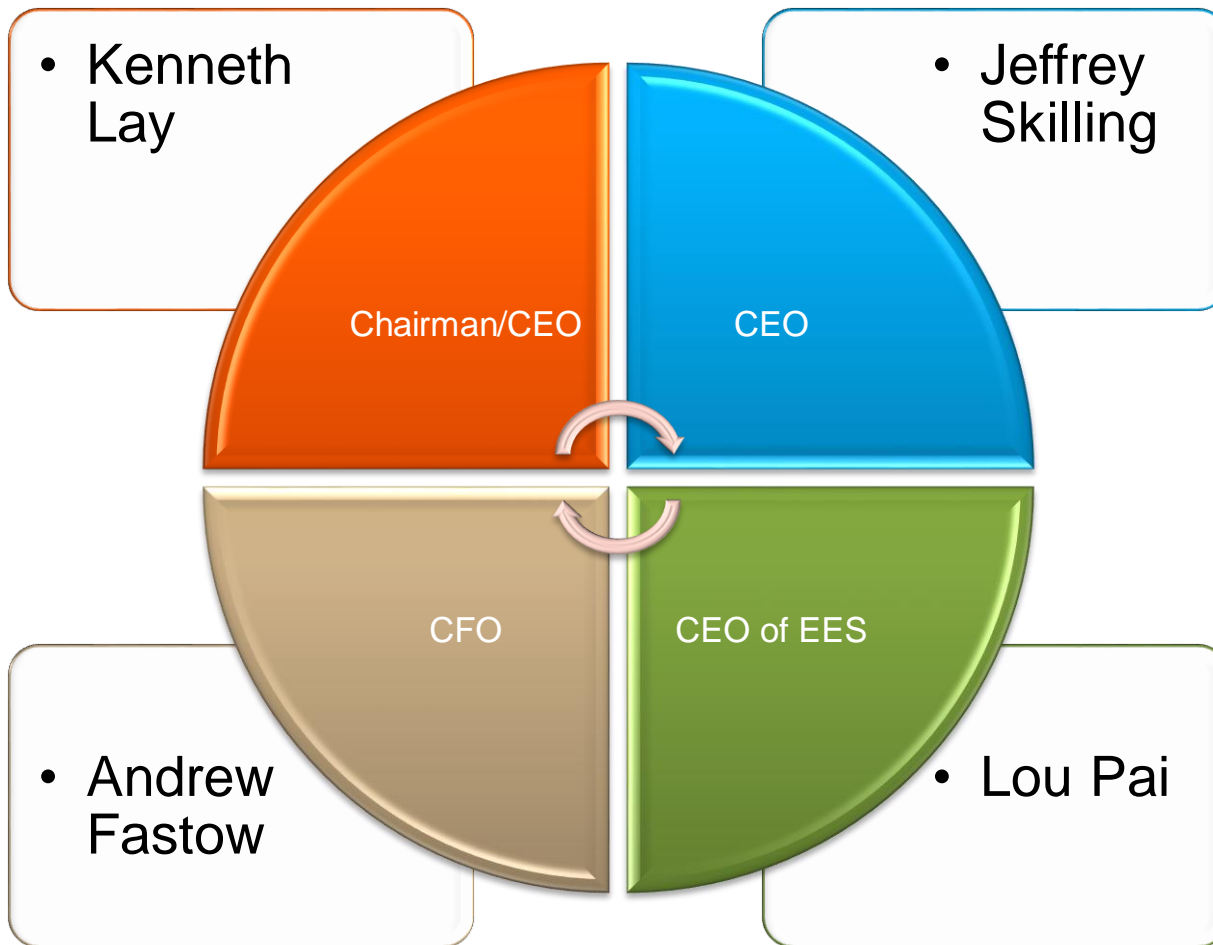 • Kenneth
Lay
• Jeffrey
Skilling
Chairman/CEO
CEO
CFO
CEO of EES
• Andrew
Fastow
• Lou Pai